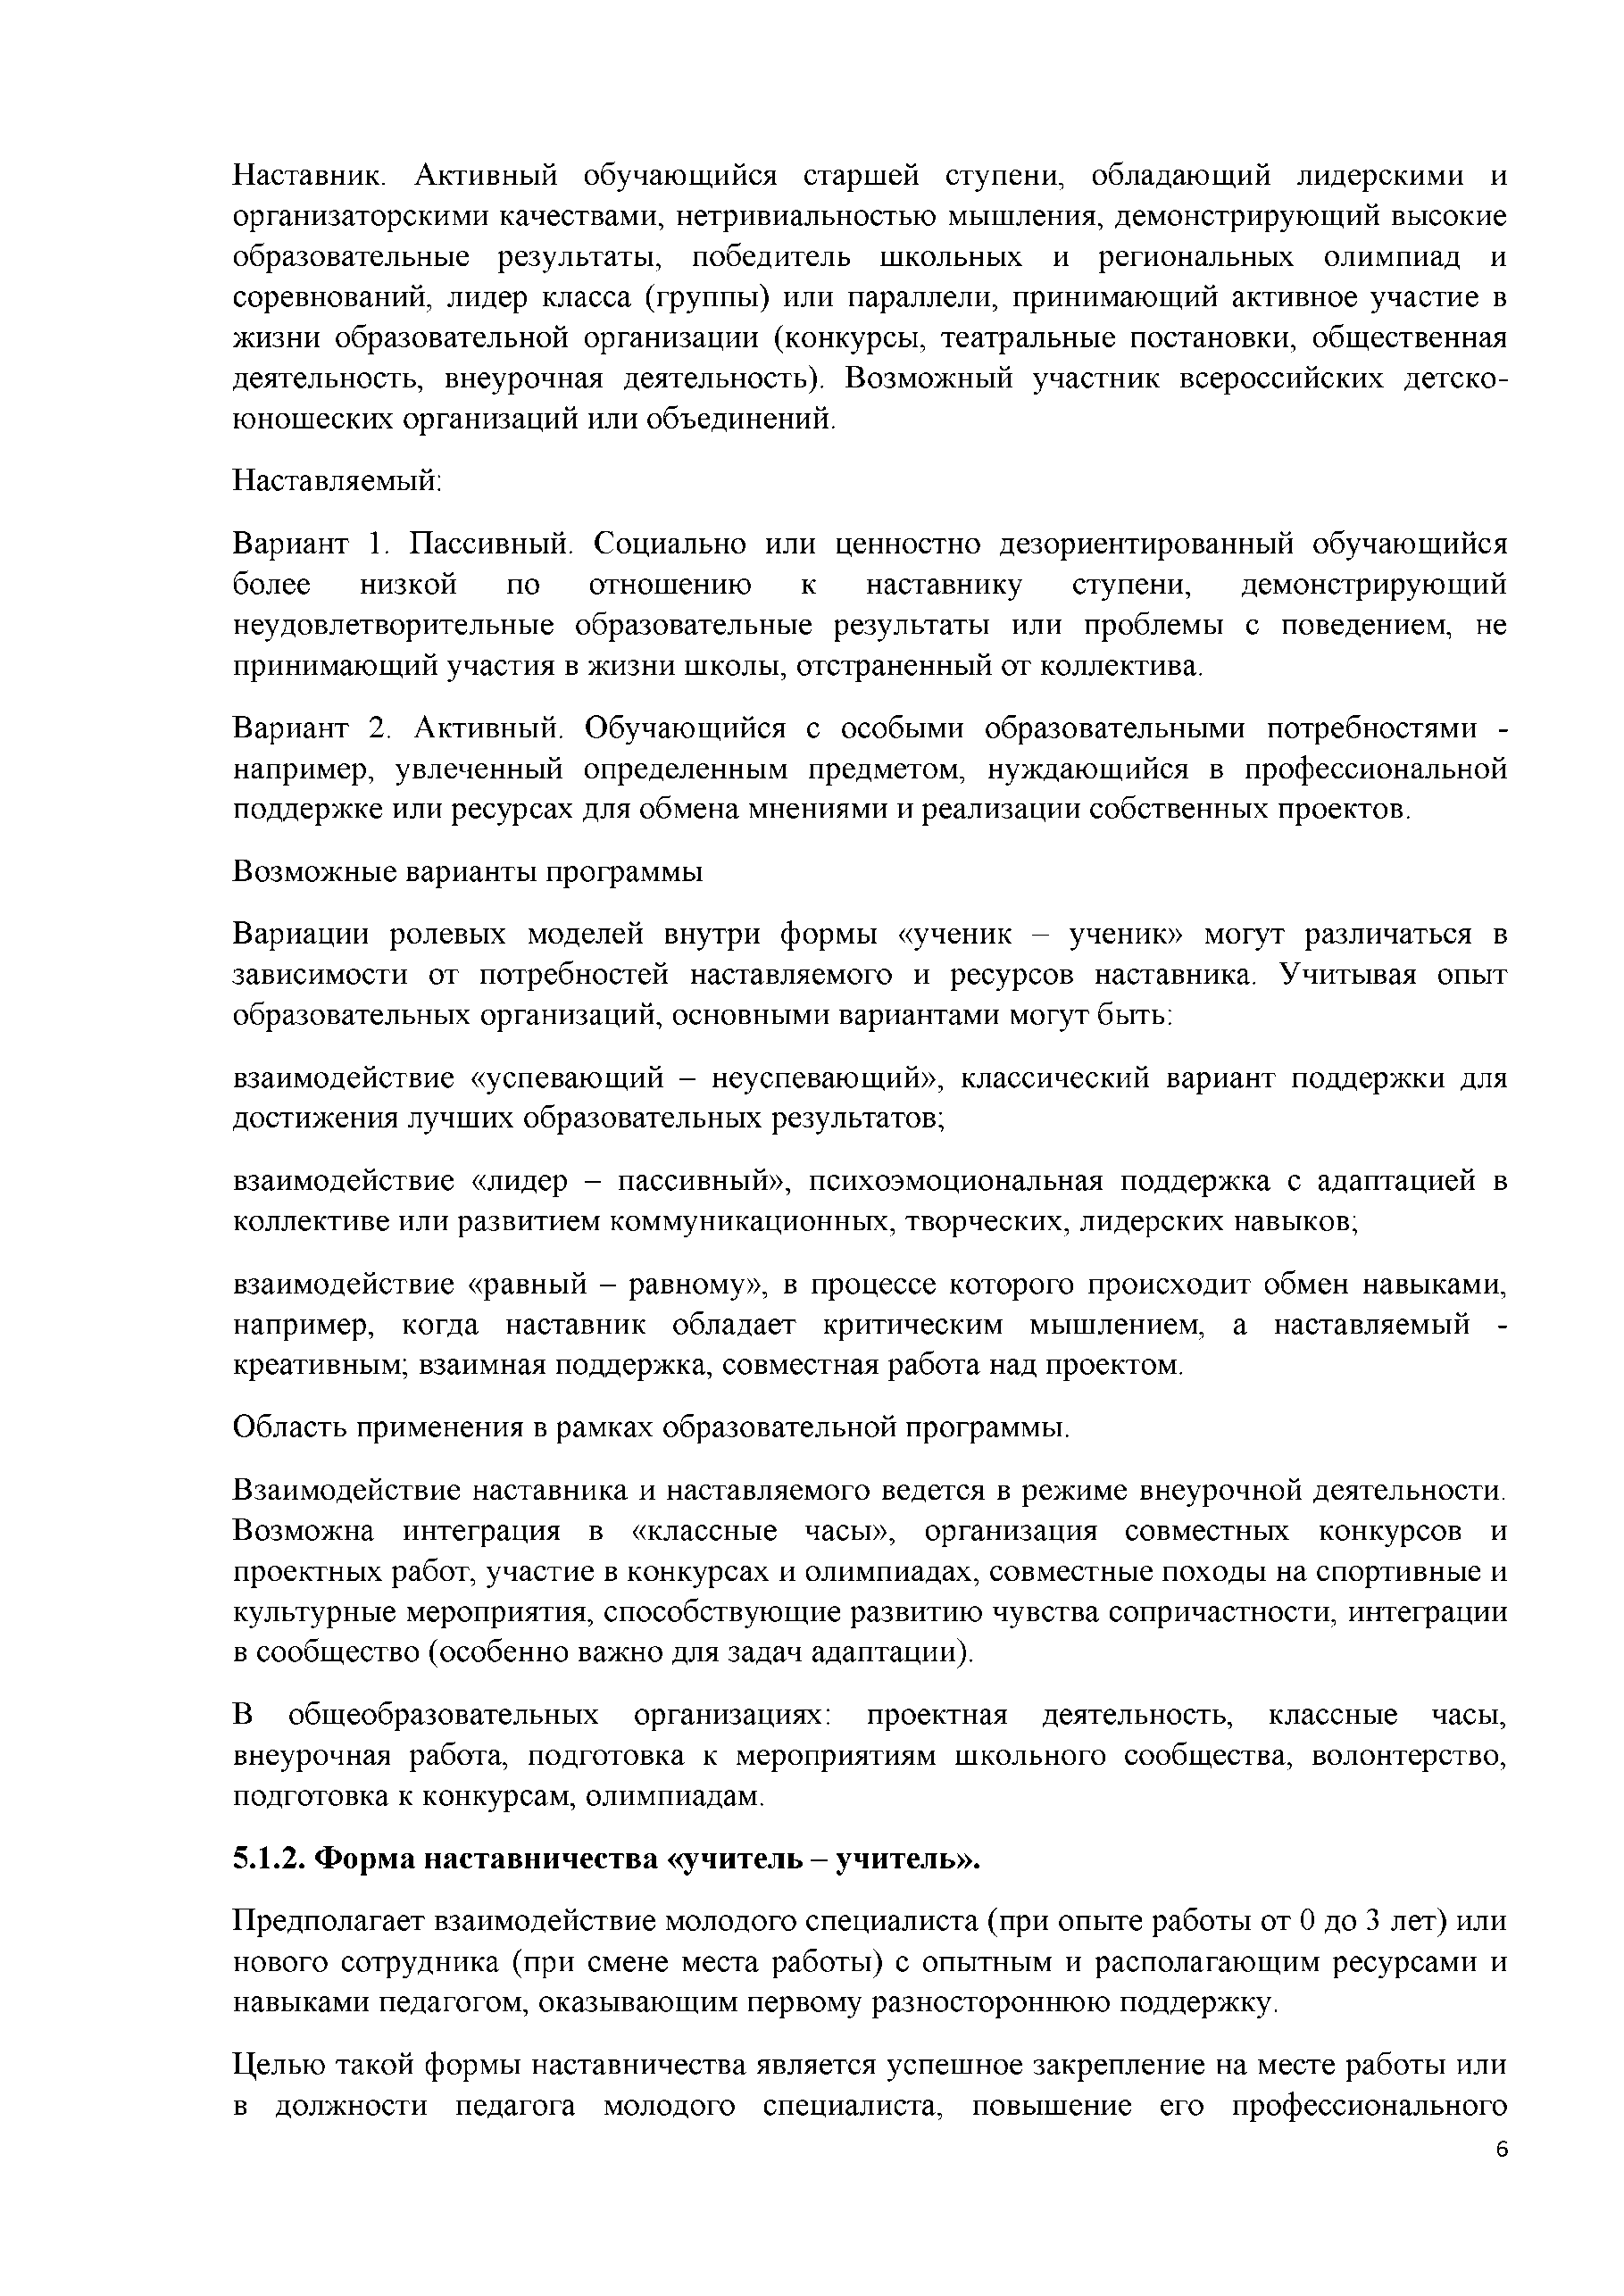 Наставник. Активный обучающийся старшей ступени, обладающий лидерскими и
организаторскими качествами, нетривиальностью мышления, демонстрирующий высокие
образовательные результаты, победитель школьных и региональных олимпиад и
соревнований, лидер класса (группы) или параллели, принимающий активное участие в
жизни образовательной организации (конкурсы, театральные постановки, общественная
деятельность, внеурочная деятельность). Возможный участник всероссийских детско-
юношеских организаций или объединений.
Наставляемый:
Вариант 1. Пассивный. Социально или ценностно дезориентированный обучающийся
более низкой по отношению к наставнику ступени, демонстрирующий
неудовлетворительные образовательные результаты или проблемы с поведением, не
принимающий участия в жизни школы, отстраненный от коллектива.
Вариант 2. Активный. Обучающийся с особыми образовательными потребностями -
например, увлеченный определенным предметом, нуждающийся в профессиональной
поддержке или ресурсах для обмена мнениями и реализации собственных проектов.
Возможные варианты программы
Вариации ролевых моделей внутри формы «ученик – ученик» могут различаться в
зависимости от потребностей наставляемого и ресурсов наставника. Учитывая опыт
образовательных организаций, основными вариантами могут быть:
взаимодействие «успевающий – неуспевающий», классический вариант поддержки для
достижения лучших образовательных результатов;
взаимодействие «лидер – пассивный», психоэмоциональная поддержка с адаптацией в
коллективе или развитием коммуникационных, творческих, лидерских навыков;
взаимодействие «равный – равному», в процессе которого происходит обмен навыками,
например, когда наставник обладает критическим мышлением, а наставляемый -
креативным; взаимная поддержка, совместная работа над проектом.
Область применения в рамках образовательной программы.
Взаимодействие наставника и наставляемого ведется в режиме внеурочной деятельности.
Возможна интеграция в «классные часы», организация совместных конкурсов и
проектных работ, участие в конкурсах и олимпиадах, совместные походы на спортивные и
культурные мероприятия, способствующие развитию чувства сопричастности, интеграции
в сообщество (особенно важно для задач адаптации).
В общеобразовательных организациях: проектная деятельность, классные часы,
внеурочная работа, подготовка к мероприятиям школьного сообщества, волонтерство,
подготовка к конкурсам, олимпиадам.
5.1.2. Форма наставничества «учитель – учитель».
Предполагает взаимодействие молодого специалиста (при опыте работы от 0 до 3 лет) или
нового сотрудника (при смене места работы) с опытным и располагающим ресурсами и
навыками педагогом, оказывающим первому разностороннюю поддержку.
Целью такой формы наставничества является успешное закрепление на месте работы или
в должности педагога молодого специалиста, повышение его профессионального
6